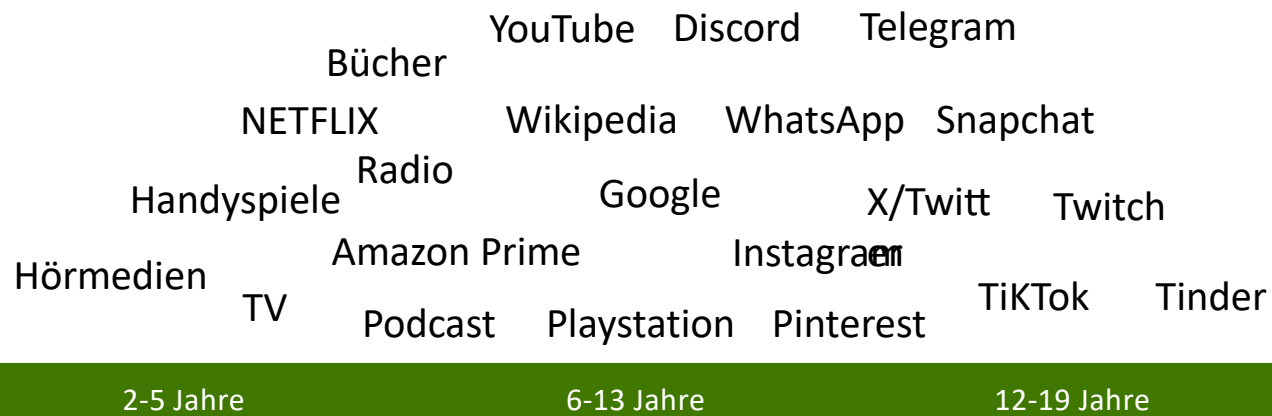 YouTube Discord Telegram
Bücher
NETFLIX Wikipedia WhatsApp Snapchat
Radio
Handyspiele Google X/Twitt Twitch
er
Amazon Prime Instagram
Hörmedien
TV TiKTok Tinder
Podcast Playstation Pinterest
2-5 Jahre 6-13 Jahre 12-19 Jahre